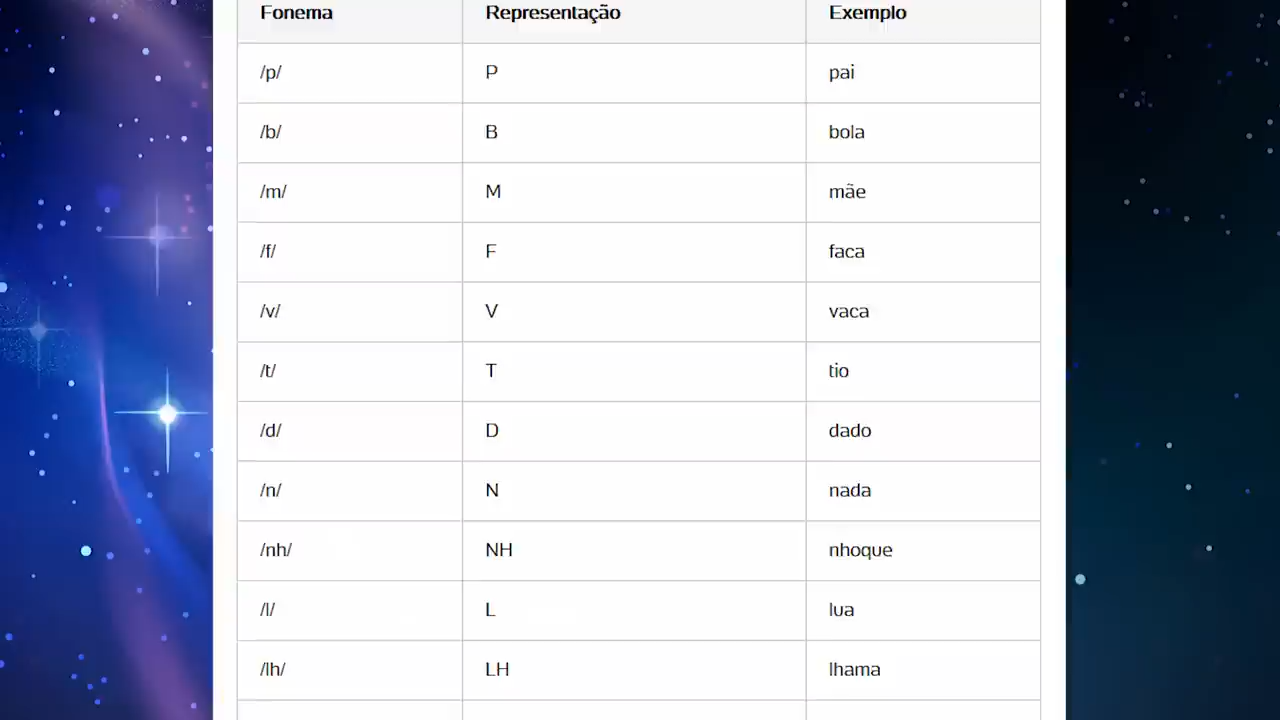 Fonema Representação Exemplo
/p/ P pai
/b/ B bola
/m/ M mãe
/f/ F faca
/v/ V vaca
/t/ T tio
/d/ D dado
/n/ N nada
/nh/ NH nhoque
/l/ L lua
/lh/ LH lhama